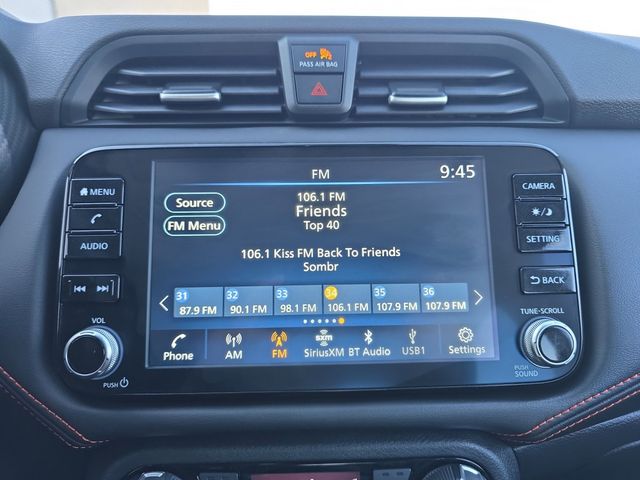 OFF
PASS AIR BAG
MENU
AUDIO
VOL
PUSH
FM
9:45
Source
FM Menu
106.1 FM
Friends
Top 40
106.1 Kiss FM Back To Friends
Sombr
31 32 33 34 35 36
87.9 FM 90.1 FM 98.1 FM 106.1 FM 107.9 FM 107.9 FM
Phone AM FM SiriusXM BT Audio USB1 Settings
sxm
CAMERA
SETTING
BACK
TUNE·SCROLL
PUSH
SOUND